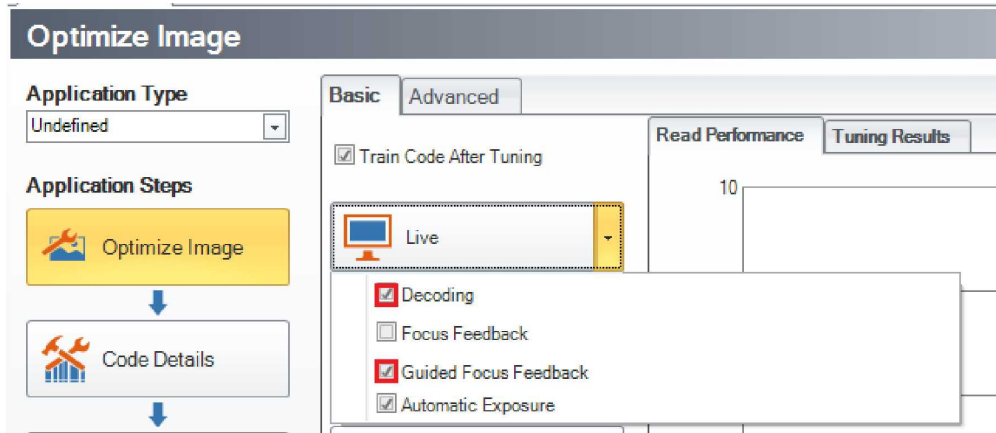 Optimize Image
Application Type
Undefined
Application Steps
Optimize Image
Code Details
Basic
Advanced
Train Code After Tuning
Live
Decoding
Focus Feedback
Guided Focus Feedback
Automatic Exposure
Read Performance
Tuning Results
10